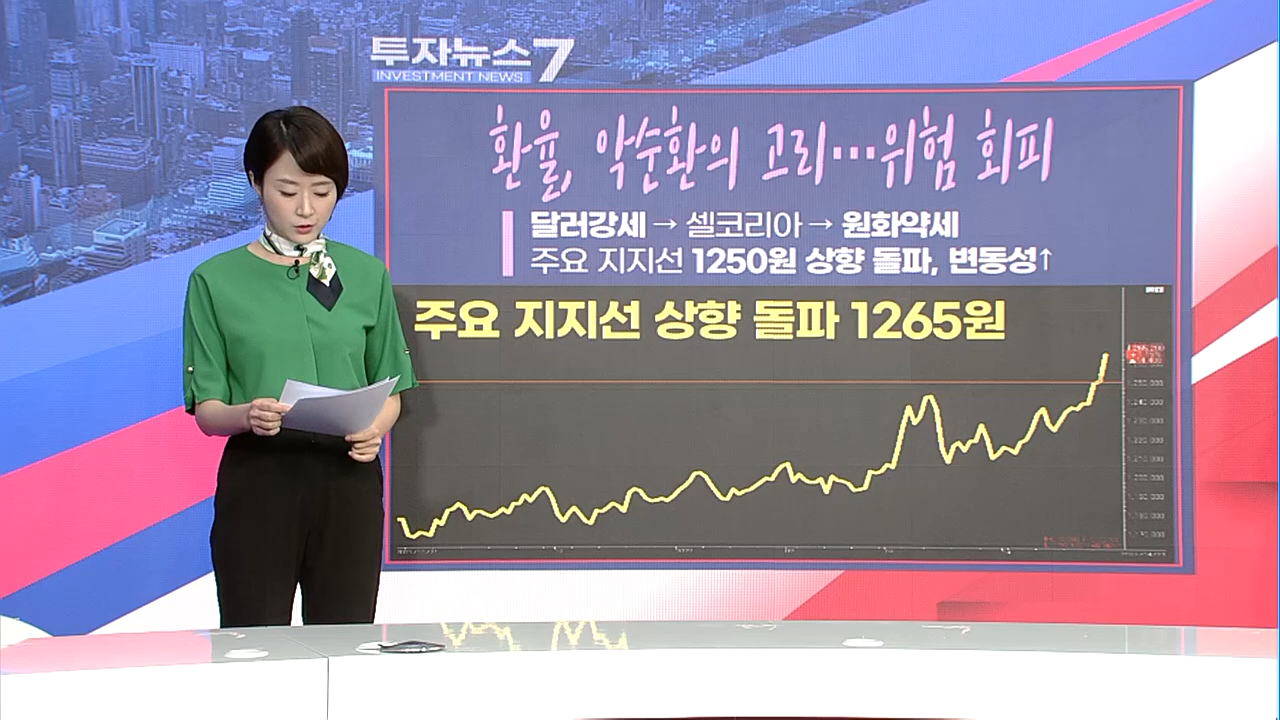 투자뉴스 7
INVESTMENT NEWS
환율, 악순환의 고리…위험 회피
달러강세 → 셀코리아 → 원화약세
주요 지지선 1250원 상향 돌파, 변동성↑
주요 지지선 상향 돌파 1265원